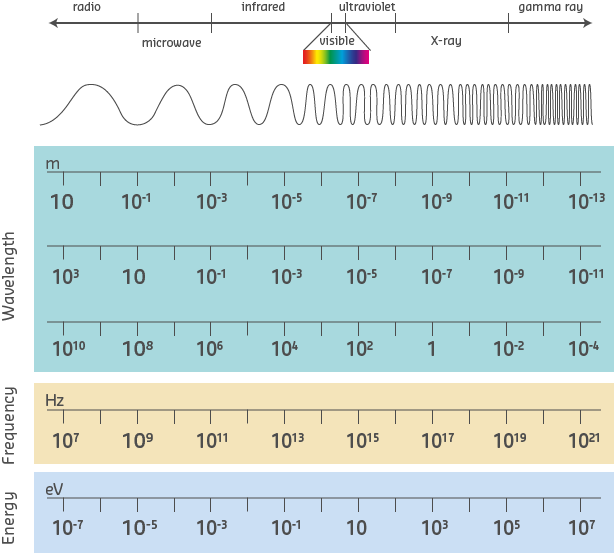 radio infrared ultraviolet gamma ray
microwave visible X-ray
Wavelength
m
10 10⁻¹ 10⁻³ 10⁻⁵ 10⁻⁷ 10⁻⁹ 10⁻¹¹ 10⁻¹³
10³ 10 10⁻¹ 10⁻³ 10⁻⁵ 10⁻⁷ 10⁻⁹ 10⁻¹¹
10¹⁰ 10⁸ 10⁶ 10⁴ 10² 1 10⁻² 10⁻⁴
Frequency
Hz
10⁷ 10⁹ 10¹¹ 10¹³ 10¹⁵ 10¹⁷ 10¹⁹ 10²¹
Energy
eV
10⁻⁷ 10⁻⁵ 10⁻³ 10⁻¹ 10 10³ 10⁵ 10⁷